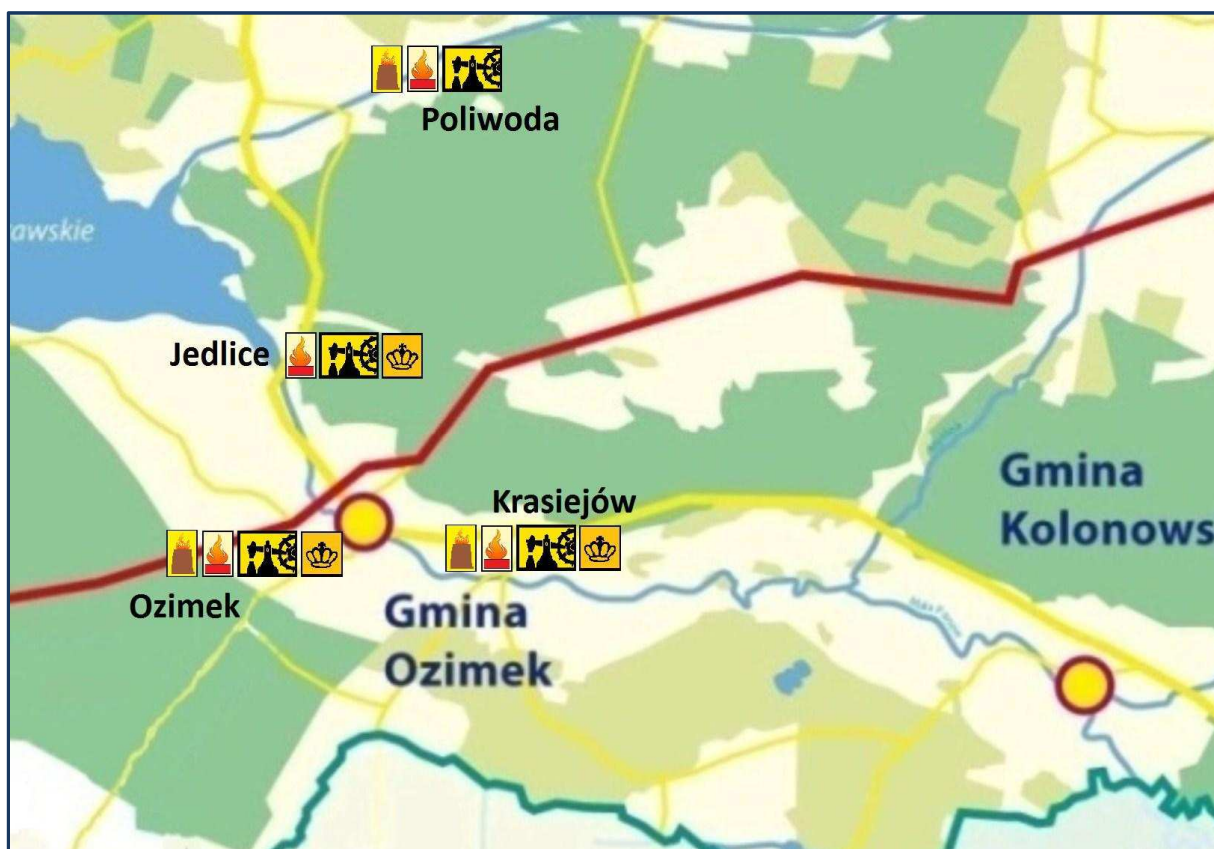 Poliwoda
awskie
Jedlice
Krasiejów
Gmina
Kolonows
Ozimek
Gmina
Ozimek